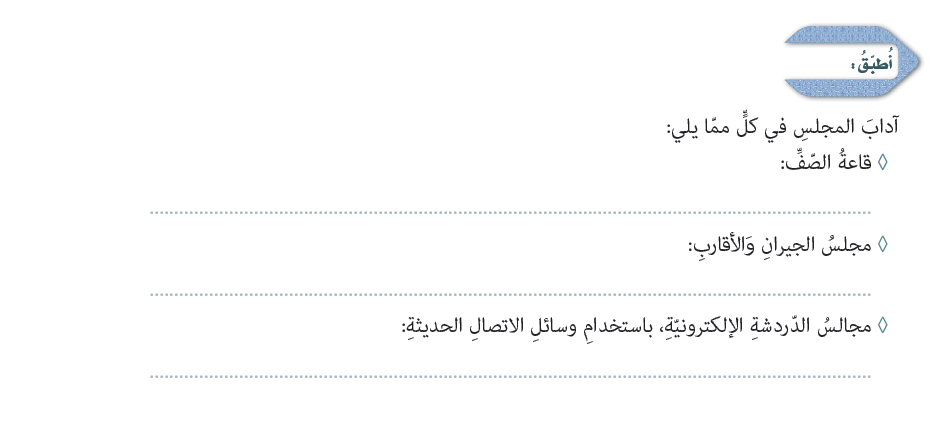 أُطبّقُ:
آدابَ المجلسِ في كلٍّ ممّا يلي:
◊ قاعةُ الصّفِّ:
◊ مجلسُ الجيرانِ وَالأقاربِ:
◊ مجالسُ الدّردشةِ الإلكترونيّةِ، باستخدامِ وسائلِ الاتصالِ الحديثةِ: